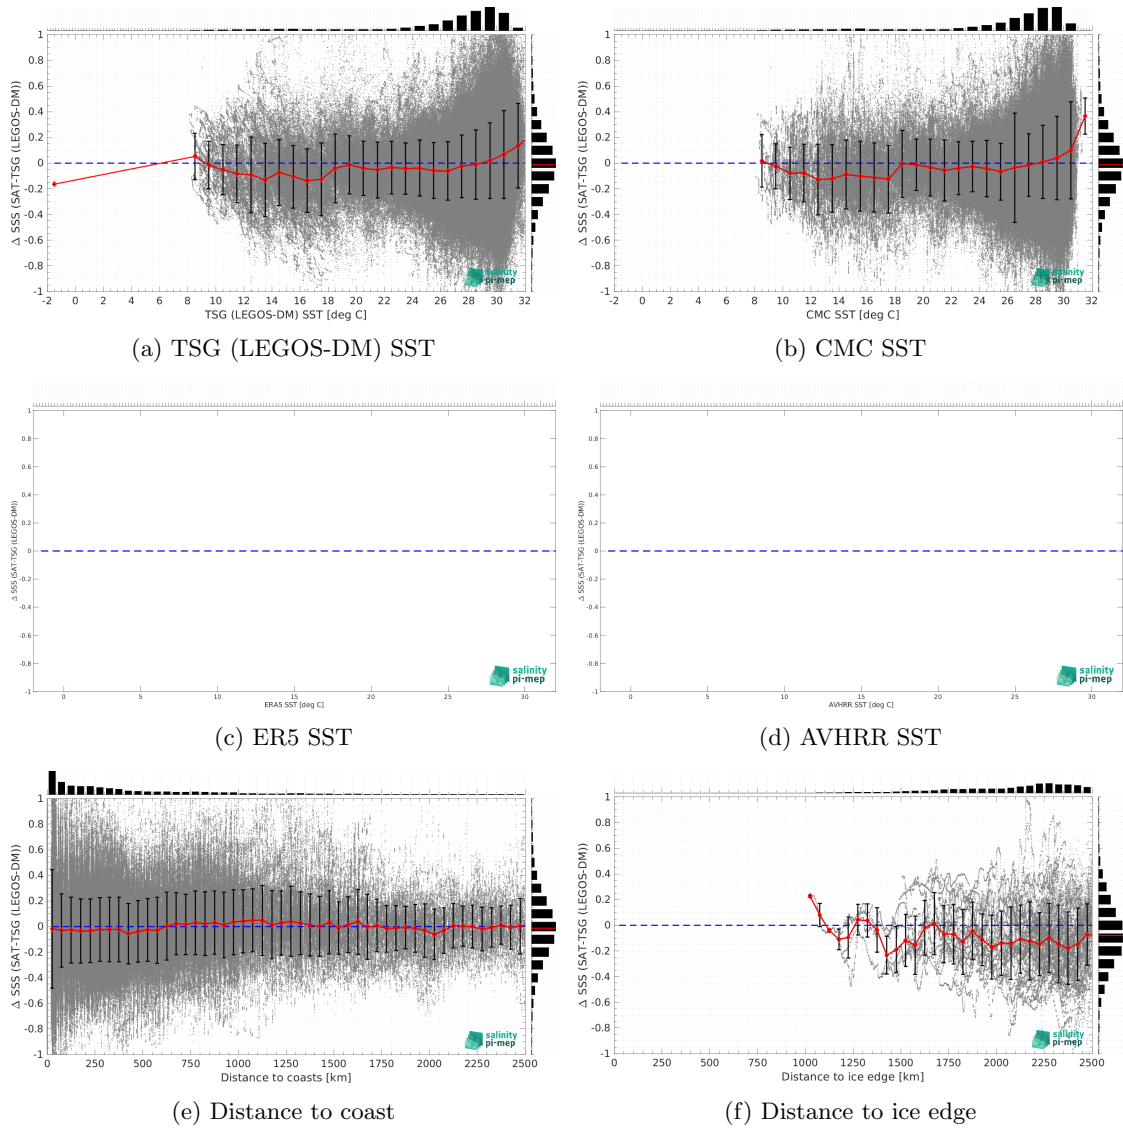 1
0.8
0.6
0.4
0.2
0
-0.2
-0.4
-0.6
-0.8
-1
Δ SSS (SAT-TSG (LEGOS-DM))
salinity
pi-mep
-2 0 2 4 6 8 10 12 14 16 18 20 22 24 26 28 30 32
TSG (LEGOS-DM) SST [deg C]
(a) TSG (LEGOS-DM) SST
1
0.8
0.6
0.4
0.2
0
-0.2
-0.4
-0.6
-0.8
-1
Δ SSS (SAT-TSG (LEGOS-DM))
salinity
pi-mep
-2 0 2 4 6 8 10 12 14 16 18 20 22 24 26 28 30 32
CMC SST [deg C]
(b) CMC SST
1
0.8
0.6
0.4
0.2
0
-0.2
-0.4
-0.6
-0.8
-1
Δ SSS (SAT-TSG (LEGOS-DM))
salinity
pi-mep
0 5 10 15 20 25 30
ERA5 SST [deg C]
(c) ER5 SST
1
0.8
0.6
0.4
0.2
0
-0.2
-0.4
-0.6
-0.8
-1
Δ SSS (SAT-TSG (LEGOS-DM))
salinity
pi-mep
0 5 10 15 20 25 30
AVHRR SST [deg C]
(d) AVHRR SST
1
0.8
0.6
0.4
0.2
0
-0.2
-0.4
-0.6
-0.8
-1
Δ SSS (SAT-TSG (LEGOS-DM))
salinity
pi-mep
0 250 500 750 1000 1250 1500 1750 2000 2250 2500
Distance to coasts [km]
(e) Distance to coast
1
0.8
0.6
0.4
0.2
0
-0.2
-0.4
-0.6
-0.8
-1
Δ SSS (SAT-TSG (LEGOS-DM))
salinity
pi-mep
0 250 500 750 1000 1250 1500 1750 2000 2250 2500
Distance to ice edge [km]
(f) Distance to ice edge